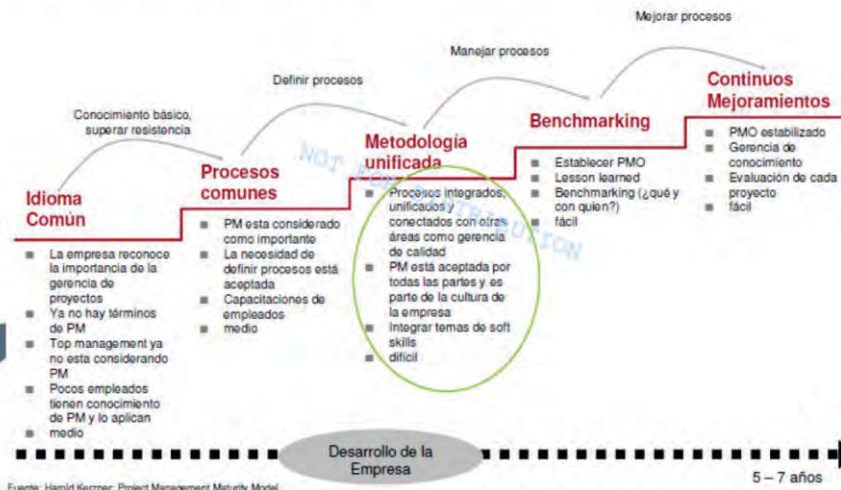 Mejorar procesos
Manejar procesos
Definir procesos
Conocimiento básico,
superar resistencia
Idioma
Común
La empresa reconoce
la importancia de la
gerencia de
proyectos
Ya no hay términos
de PM
Top management ya
no esta considerando
PM
Pocos empleados
tienen conocimiento
de PM y lo aplican
medio
Procesos
comunes
PM esta considerado
como importante
La necesidad de
definir procesos está
aceptada
Capacitaciones de
empleados
medio
Metodología
unificada
Procesos integrados,
unificados y
conectados con otras
áreas como gerencia
de calidad
PM está aceptada por
todas las partes y es
parte de la cultura de
la empresa
Integrar temas de soft
skills
difícil
Benchmarking
Establecer PMO
Lesson learned
Benchmarking (¿qué y
con quien?)
fácil
Continuos
Mejoramientos
PMO estabilizado
Gerencia de
conocimiento
Evaluación de cada
proyecto
fácil
NOT FOR DISTRIBUTION
Desarrollo de la
Empresa
5 – 7 años
Fuente: Harold Kerzner: Project Management Maturity Model